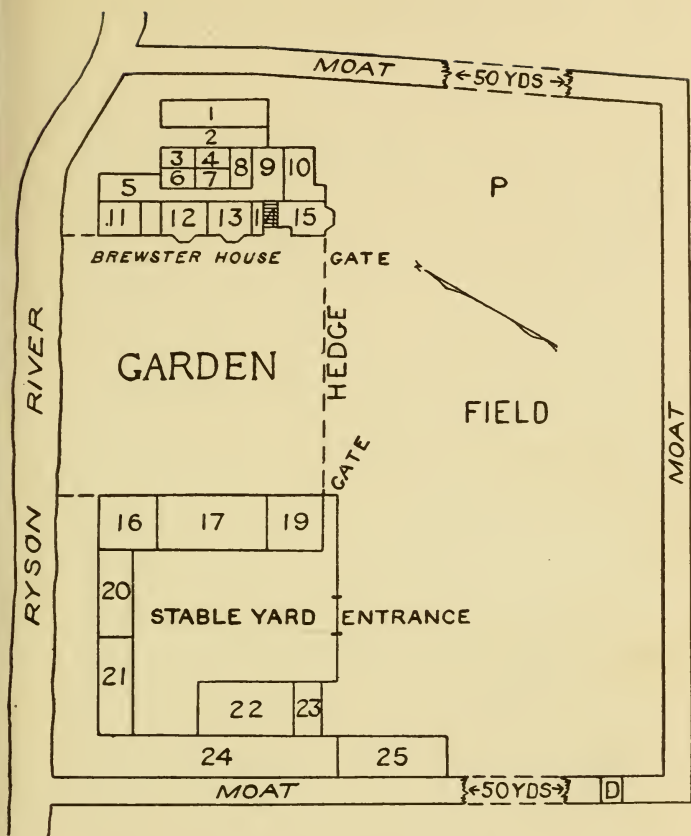 MOAT
←50 YDS→
1
2
3 4 8 9 10
6 7
5
P
11 12 13 14 15
BREWSTER HOUSE
GATE
HEDGE
GARDEN
RIVER
FIELD
MOAT
GATE
16 17 19
RYSON
20
STABLE YARD ENTRANCE
21
22 23
24 25
MOAT
←50 YDS→
D